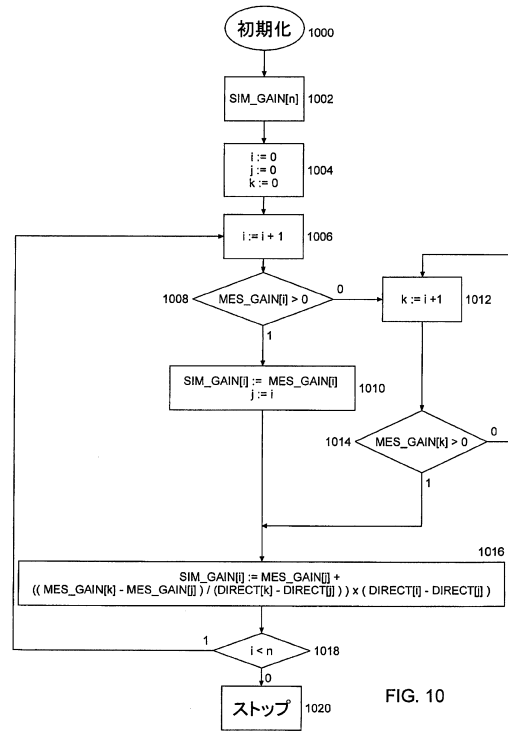 初期化 1000
SIM_GAIN[n] 1002
i := 0
j := 0
k := 0
1004
i := i + 1 1006
1008 MES_GAIN[i] > 0
0
1
k := i +1 1012
SIM_GAIN[i] := MES_GAIN[i]
j := i
1010
1014 MES_GAIN[k] > 0
0
1
1016
SIM_GAIN[i] := MES_GAIN[j] +
(( MES_GAIN[k] - MES_GAIN[j] ) / (DIRECT[k] - DIRECT[j] ) ) x ( DIRECT[i] - DIRECT[j] )
1
i < n 1018
0
ストップ 1020
FIG. 10